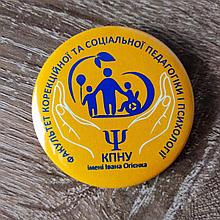 ФАКУЛЬТЕТ КОРЕКЦІЙНОЇ ТА СОЦІАЛЬНОЇ ПЕДАГОГІКИ І ПСИХОЛОГІЇ
Ψ
КПНУ
імені Івана Огієнка